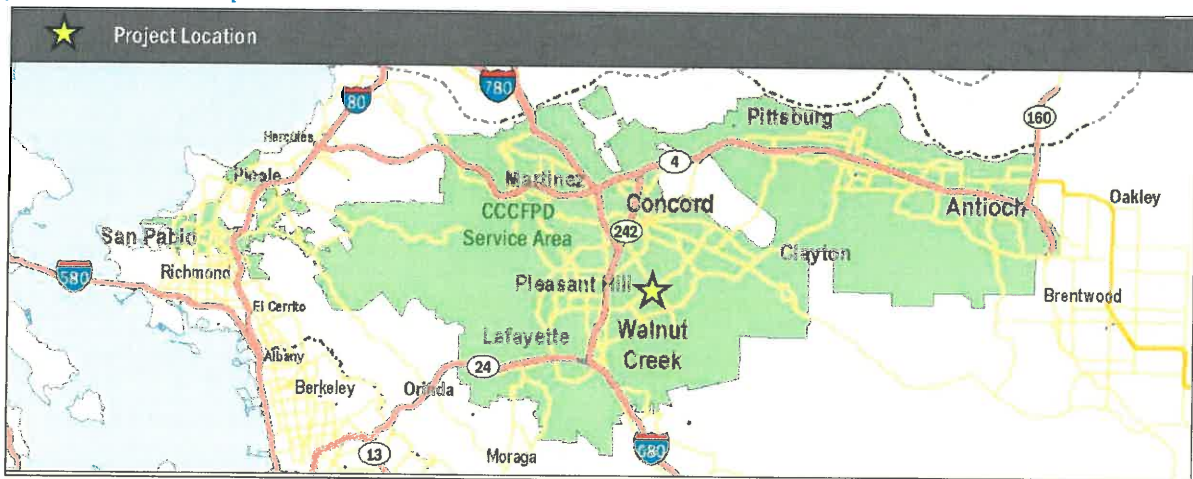 Project Location
80
780
160
Hercules
Pinole
Pittsburg
4
Martinez
Concord
Antioch
Oakley
CCCFPD
Service Area
242
San Pablo
Clayton
Richmond
580
Pleasant Hill
Brentwood
El Cerrito
Walnut
Creek
Lafayette
Albany
24
Berkeley
Orinda
680
13
Moraga